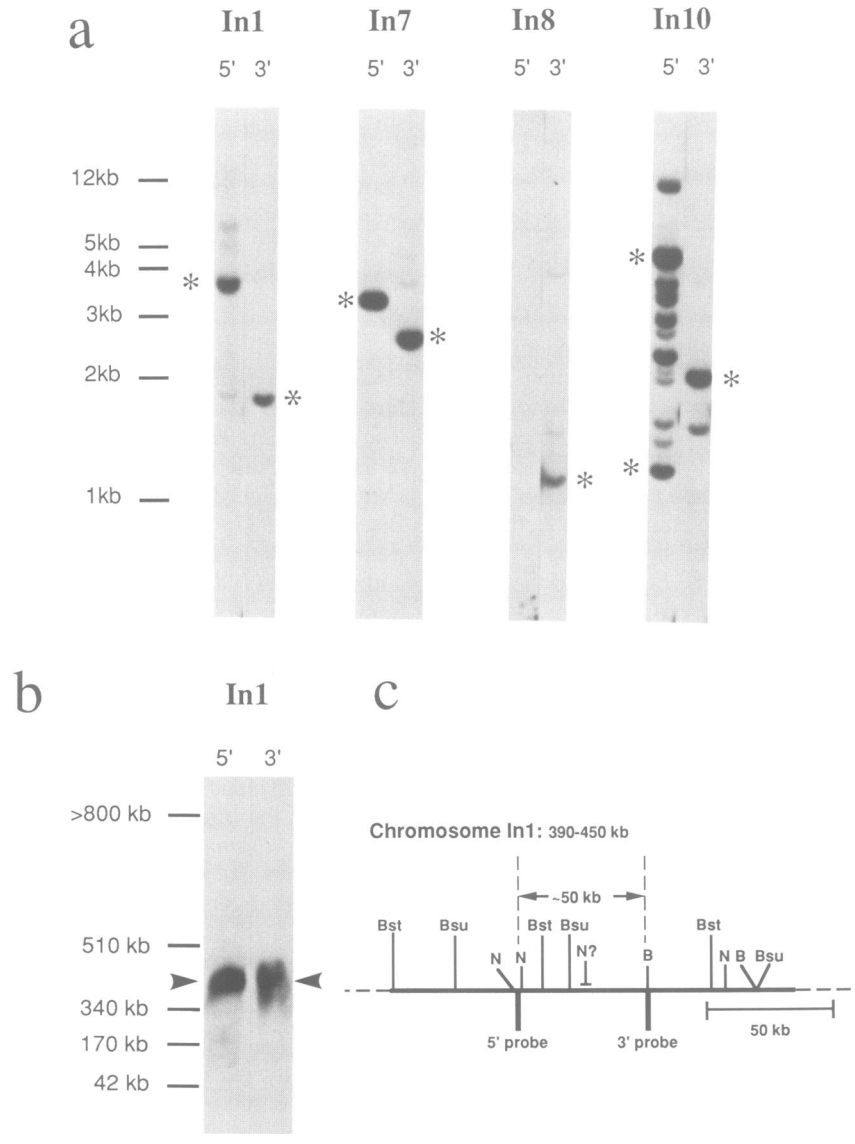 a
In1 In7 In8 In10
5' 3' 5' 3' 5' 3' 5' 3'
12kb
5kb
*
4kb
*
*
3kb
*
2kb
*
*
*
*
1kb
b
In1
c
5' 3'
>800 kb
510 kb
340 kb
170 kb
42 kb
Chromosome In1: 390-450 kb
~50 kb
Bst Bsu N N Bst Bsu N? B Bst N B Bsu
5' probe 3' probe 50 kb